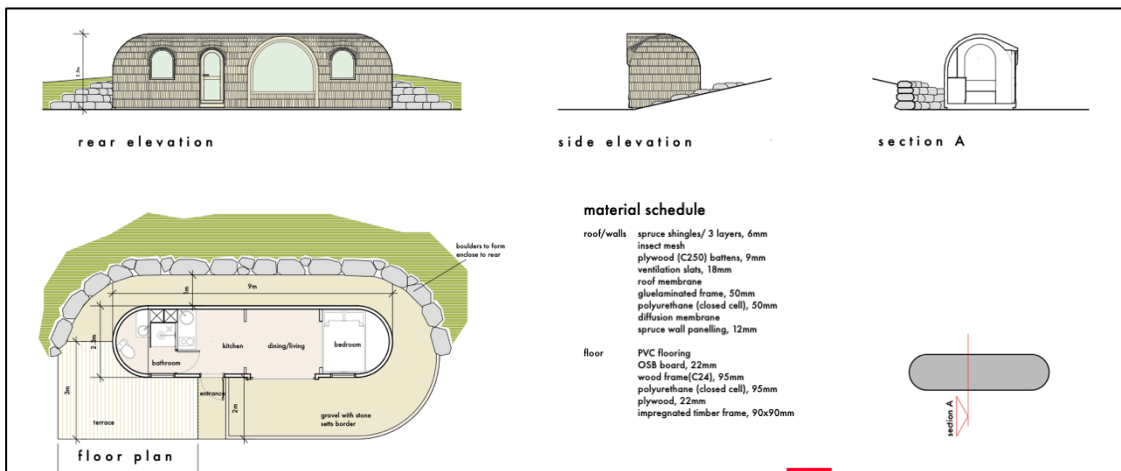 rear elevation
side elevation
section A
material schedule
roof/walls spruce shingles/ 3 layers, 6mm
insect mesh
plywood (C250) battens, 9mm
ventilation slats, 18mm
roof membrane
gluelaminated frame, 50mm
polyurethane (closed cell), 50mm
diffusion membrane
spruce wall panelling, 12mm
floor PVC flooring
OSB board, 22mm
wood frame(C24), 95mm
polyurethane (closed cell), 95mm
plywood, 22mm
impregnated timber frame, 90x90mm
boulders to form
enclose to rear
9m
1m
2.3m
kitchen
dining/living
bedroom
bathroom
entrance
3m
2m
terrace
gravel with stone
setts border
floor plan
section A